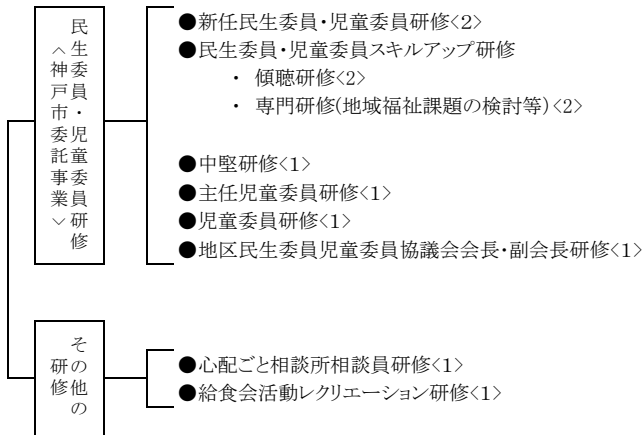 民生委員・児童委員研修
〈神戸市委託事業〉
●新任民生委員・児童委員研修<2>
●民生委員・児童委員スキルアップ研修
・ 傾聴研修<2>
・ 専門研修(地域福祉課題の検討等)<2>
●中堅研修<1>
●主任児童委員研修<1>
●児童委員研修<1>
●地区民生委員児童委員協議会会長・副会長研修<1>
その他の
研修
●心配ごと相談所相談員研修<1>
●給食会活動レクリエーション研修<1>